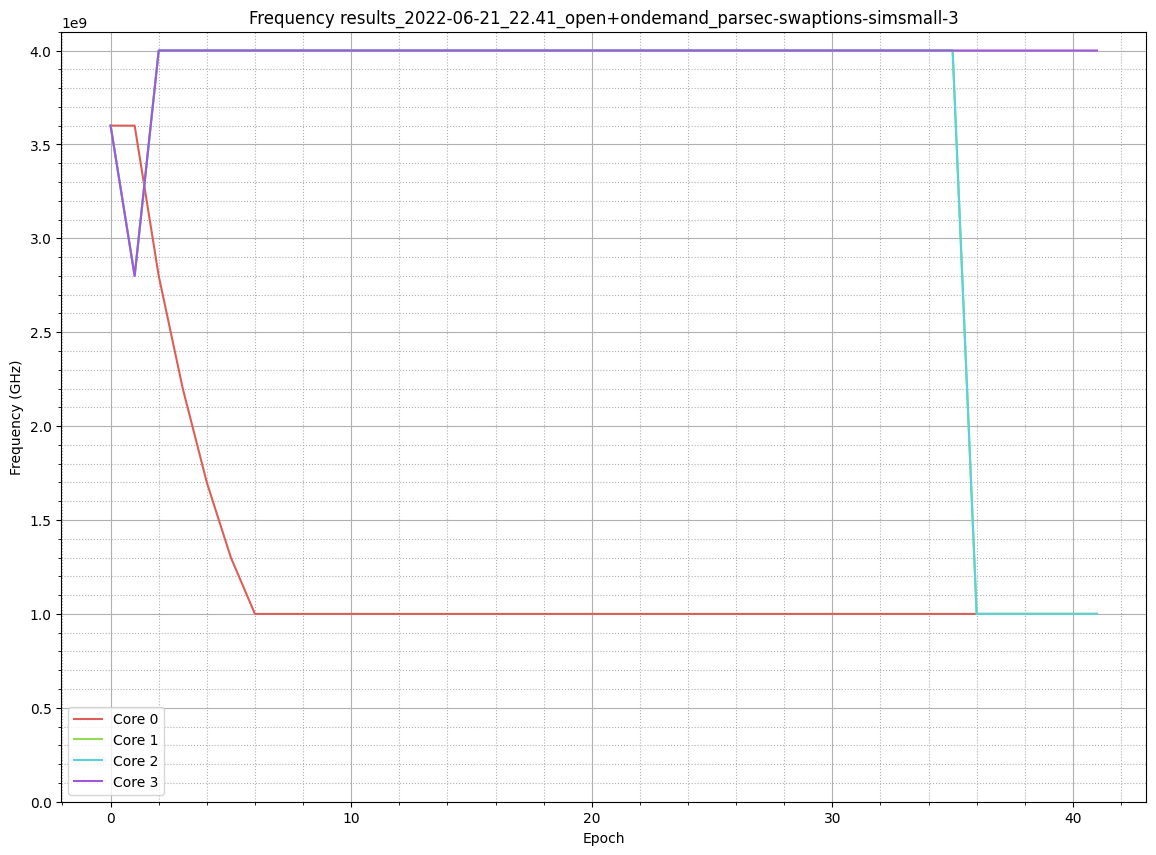 Frequency results_2022-06-21_22.41_open+ondemand_parsec-swaptions-simsmall-3
1e9
4.0
3.5
3.0
2.5
2.0
1.5
1.0
0.5
0.0
Frequency (GHz)
Core 0
Core 1
Core 2
Core 3
0 10 20 30 40
Epoch